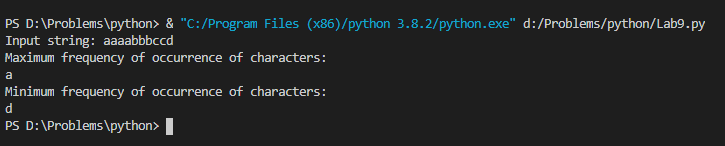 PS D:\Problems\python> & "C:/Program Files (x86)/python 3.8.2/python.exe" d:/Problems/python/Lab9.py
Input string: aaaabbbccd
Maximum frequency of occurrence of characters:
a
Minimum frequency of occurrence of characters:
d
PS D:\Problems\python>